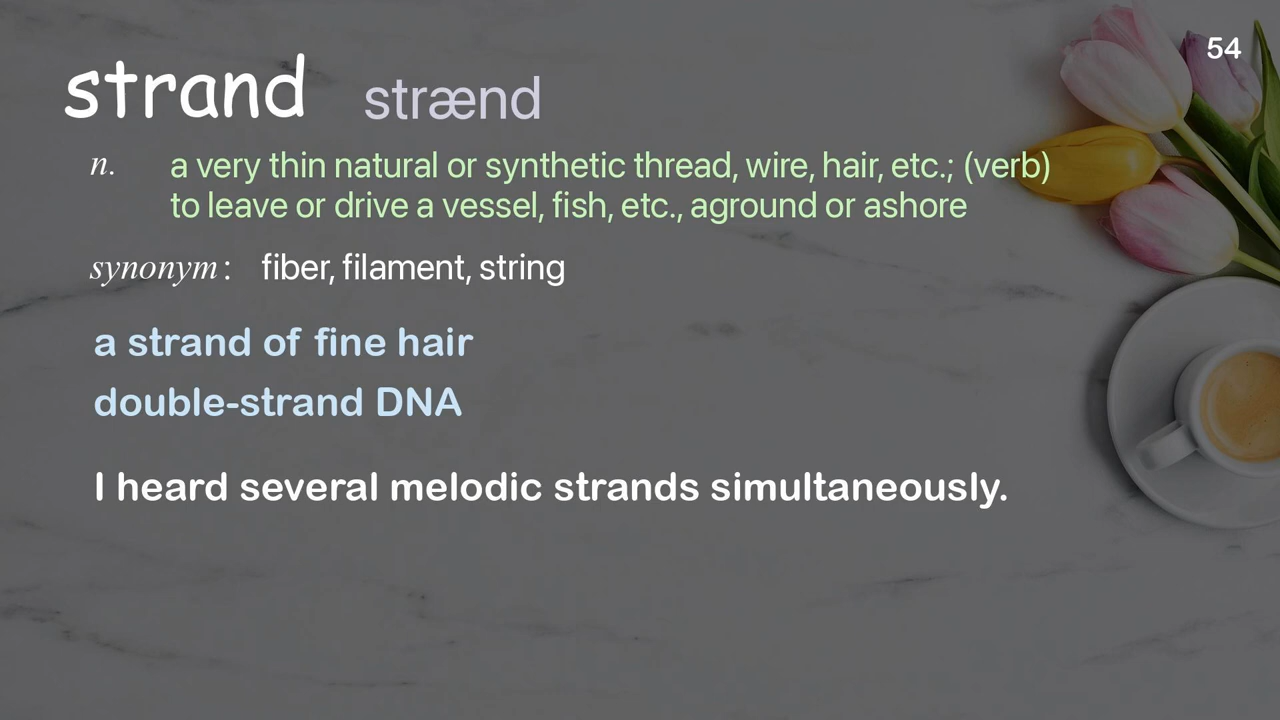 54
strand strænd
n. a very thin natural or synthetic thread, wire, hair, etc.; (verb)
to leave or drive a vessel, fish, etc., aground or ashore
synonym: fiber, filament, string
a strand of fine hair
double-strand DNA
I heard several melodic strands simultaneously.